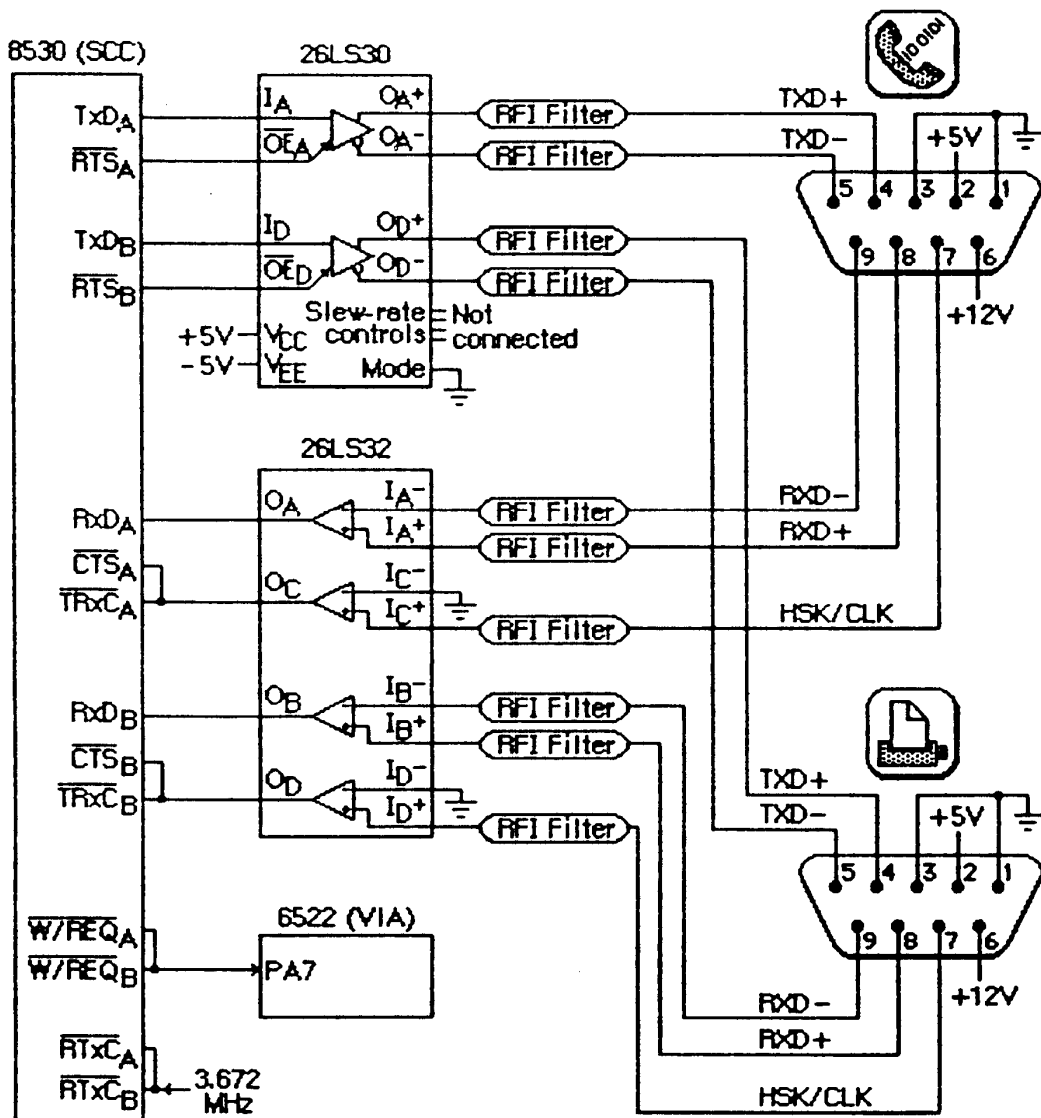 8530 (SCC)
26LS30
TxDA
IA
OA+
RFI Filter
TXD+
OA-
RFI Filter
TXD-
RTSA
OEA
+5V
5 4 3 2 1
9 8 7 6
+12V
TxDB
ID
OD+
RFI Filter
OD-
RFI Filter
RTSB
OED
Slew-rate
controls
Not
connected
+5V
VCC
-5V
VEE
Mode
26LS32
RxDA
OA
IA-
RFI Filter
RXD-
IA+
RFI Filter
RXD+
CTSA
TRxCA
OC
IC-
IC+
RFI Filter
HSK/CLK
RxDB
OB
IB-
RFI Filter
IB+
RFI Filter
CTSB
TRxCB
OD
ID-
ID+
RFI Filter
TXD+
TXD-
+5V
5 4 3 2 1
9 8 7 6
+12V
W/REQA
W/REQB
6522 (VIA)
PA7
RXD-
RXD+
HSK/CLK
RTxCA
RTxCB
3.672
MHz
100101